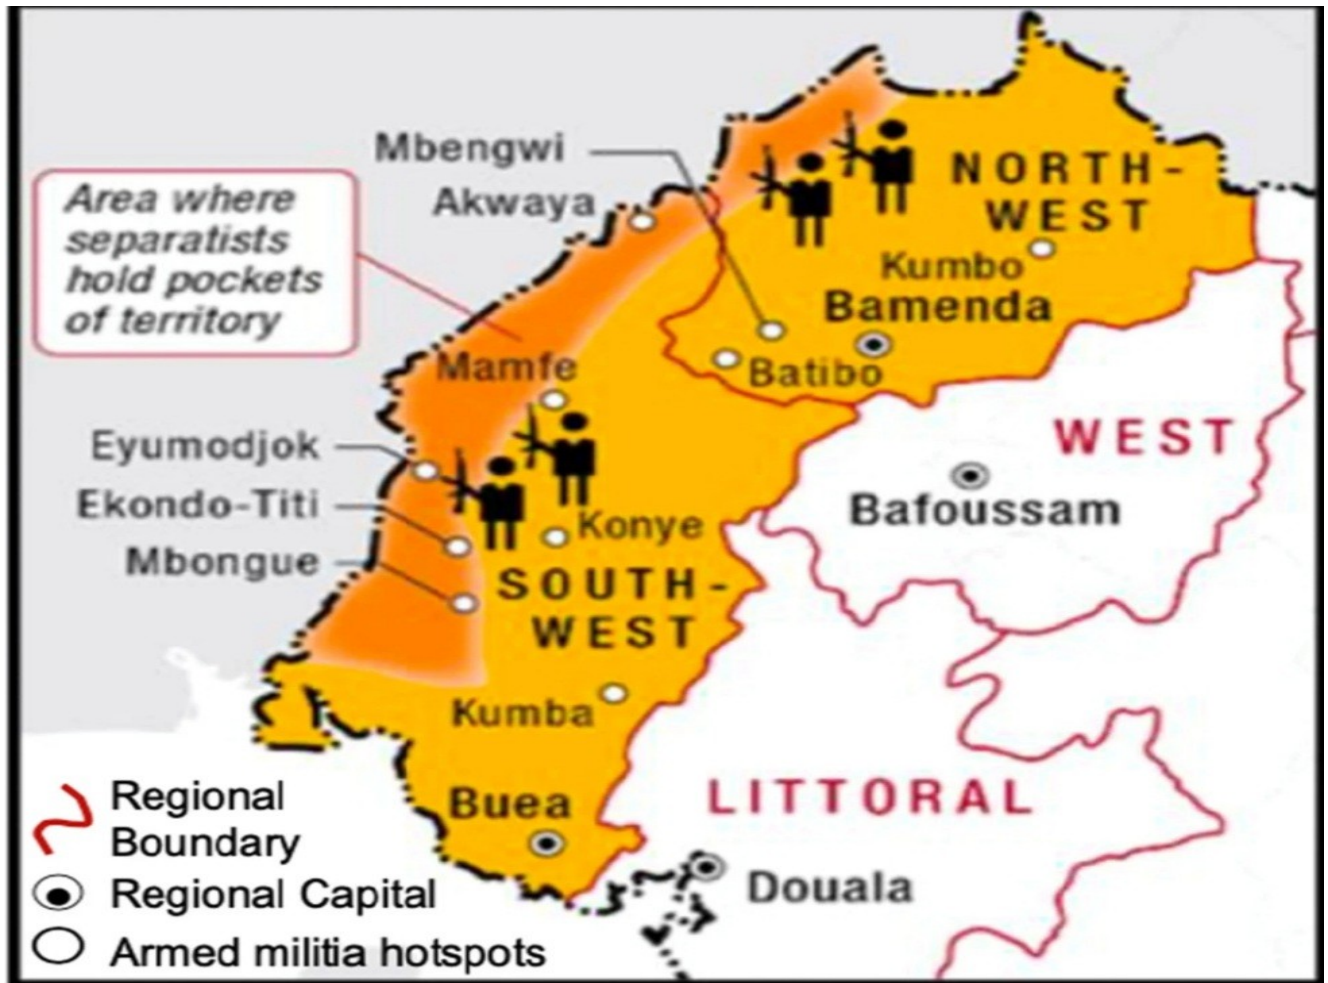 Mbengwi
Akwaya
Area where
separatists
hold pockets
of territory
NORTH-
WEST
Kumbo
Bamenda
Batibo
Mamfe
Eyumodjok
Ekondo-Titi
Mbongue
Konye
SOUTH-
WEST
WEST
Bafoussam
Kumba
Buea
LITTORAL
Douala
Regional
Boundary
Regional Capital
Armed militia hotspots